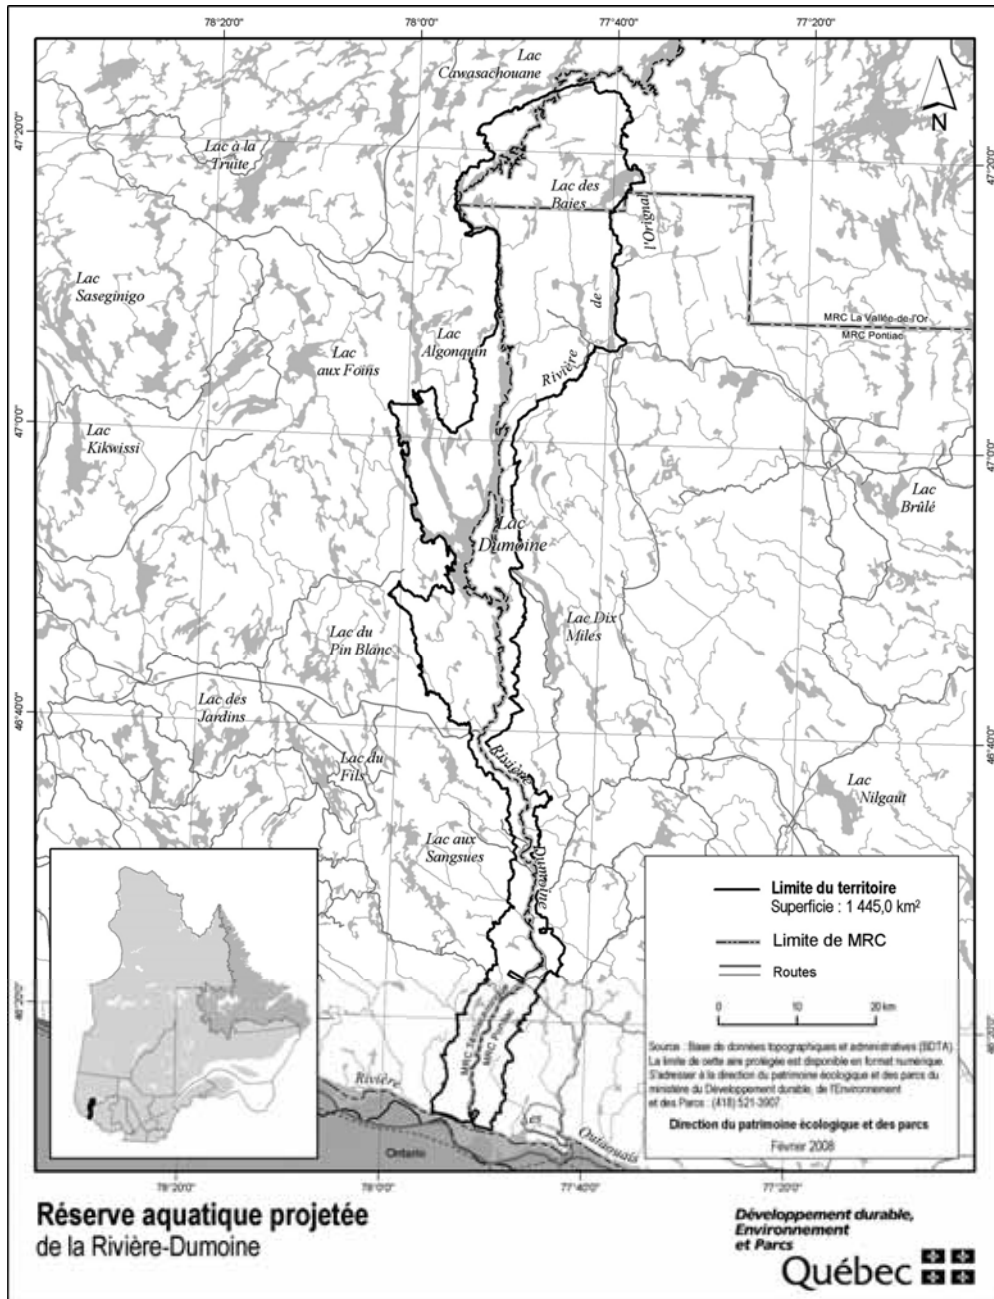 78°20'0"
78°0'0"
77°40'0"
77°20'0"
Lac
Cawasachouane
N
47°20'0"
47°20'0"
Lac à la
Truite
Lac des
Baies
l'Orignal
de
Rivière
Lac
Saseginigo
Lac
Algonquin
Lac
aux Foins
MRC La Vallée-de-l'Or
MRC Pontiac
47°0'0"
47°0'0"
Lac
Kikwissi
Lac
Brûlé
Lac
Dumoine
Lac Dix
Miles
Lac du
Pin Blanc
46°40'0"
46°40'0"
Lac des
Jardins
Lac du
Fils
Rivière
Dumoine
Lac
Nilgaut
Lac aux
Sangsues
46°20'0"
46°20'0"
MRC Pontiac
Rivière
des
Outaouais
Ontario
Limite du territoire
Superficie : 1 445,0 km²
Limite de MRC
Routes
0 10 20 km
Source : Base de données topographiques et administratives (BDTA)
La limite de cette aire protégée est disponible en format numérique.
S'adresser à la direction du patrimoine écologique et des parcs du
ministère du Développement durable, de l'Environnement
et des Parcs : (418) 521-3907
Direction du patrimoine écologique et des parcs
Février 2008
78°20'0"
78°0'0"
77°40'0"
77°20'0"
Réserve aquatique projetée
de la Rivière-Dumoine
Développement durable,
Environnement
et Parcs
Québec